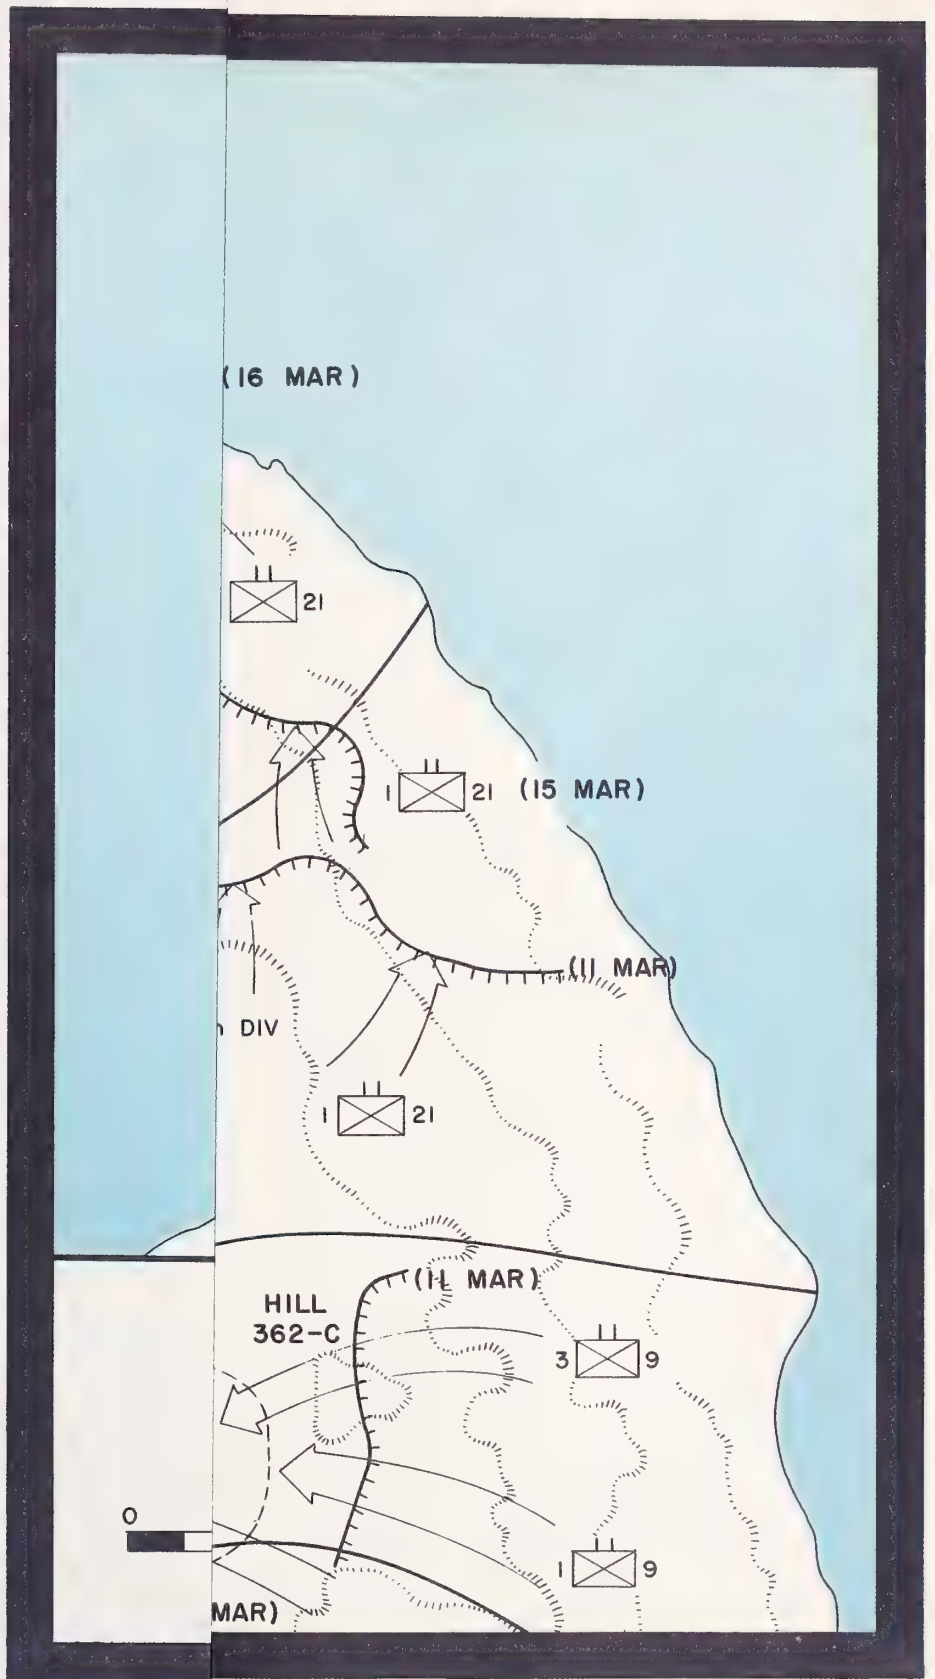 (16 MAR)
21
1 21 (15 MAR)
(11 MAR)
DIV
1 21
(11 MAR)
HILL
362-C
3 9
0
1 9
MAR)